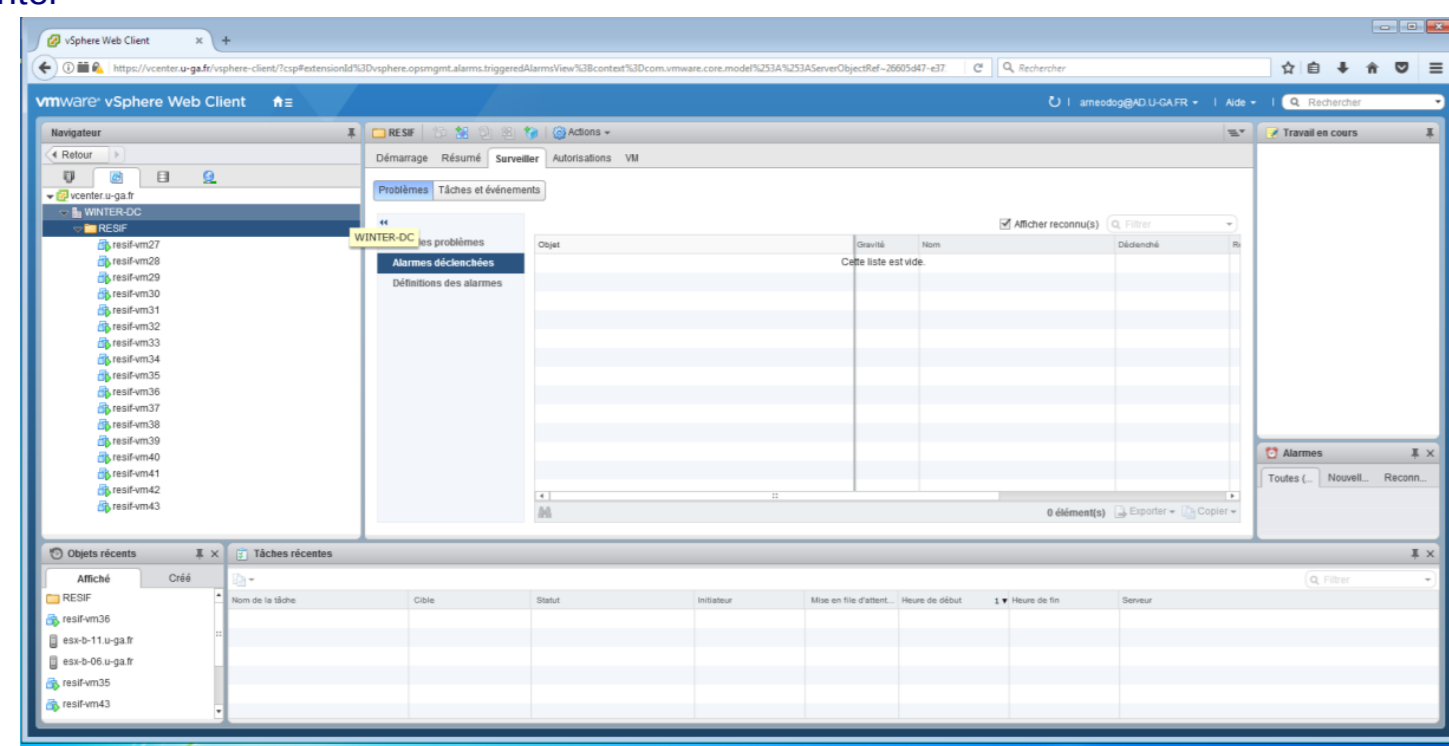 vSphere Web Client
https://vcenter.u-ga.fr/vsphere-client/?csp#extensionId%3Dvsphere.opsmgmt.alarms.triggeredAlarmsView%3Bcontext%3Dcom.vmware.core.model%253A%253AServerObjectRef~26605d47-e37
Rechercher
vmware® vSphere Web Client
arneodog@AD.U-GA.FR
Aide
Rechercher
Navigateur
RESIF
Actions
Travail en cours
Retour
Démarrage Résumé Surveiller Autorisations VM
Problèmes Tâches et événements
vcenter.u-ga.fr
WINTER-DC
RESIF
resif-vm27
resif-vm28
resif-vm29
resif-vm30
resif-vm31
resif-vm32
resif-vm33
resif-vm34
resif-vm35
resif-vm36
resif-vm37
resif-vm38
resif-vm39
resif-vm40
resif-vm41
resif-vm42
resif-vm43
WINTER-DC
problèmes
Alarmes déclenchées
Définitions des alarmes
Afficher reconnu(s)
Filtrer
Objet Gravité Nom Déclenché
Cette liste est vide.
0 élément(s) Exporter Copier
Alarmes
Toutes (... Nouvell... Reconn...
Objets récents
Affiché Créé
RESIF
resif-vm36
esx-b-11.u-ga.fr
esx-b-06.u-ga.fr
resif-vm35
resif-vm43
Tâches récentes
Filtrer
Nom de la tâche Cible Statut Initiateur Mise en file d'attent... Heure de début 1 Heure de fin Serveur